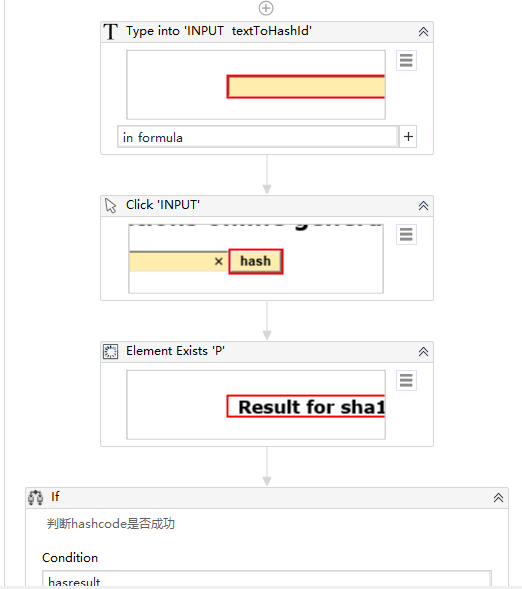 Type into 'INPUT textToHashId'
in formula
+
Click 'INPUT'
× hash
Element Exists 'P'
Result for sha1
If
判断hashcode是否成功
Condition
hasresult